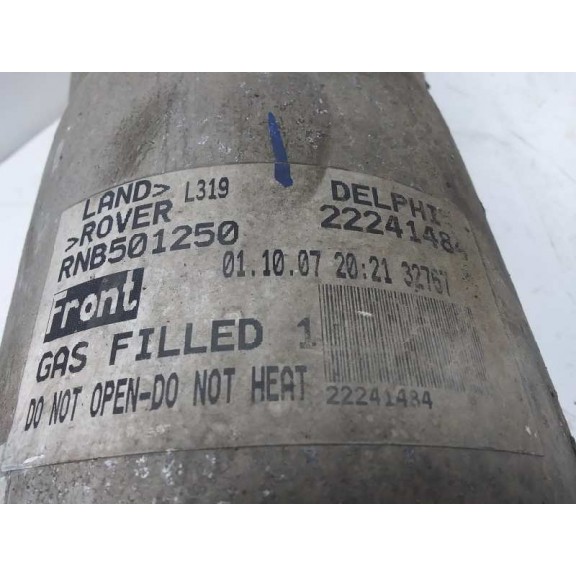 LAND> L319
>ROVER
RNB501250
DELPHI
22241484
01.10.07 20:21 32767
Front
GAS FILLED 1
DO NOT OPEN-DO NOT HEAT
22241484